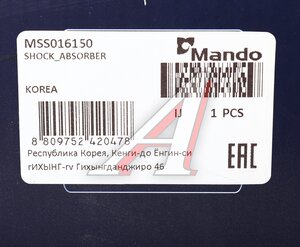 MSS016150
SHOCK_ABSORBER
Mando
KOREA
IJ 1 PCS
8 809752 420478
Республика Корея, Кенги-до Енгин-си
гИХЫНГ-гv Гихынгданджиро 46
EAC